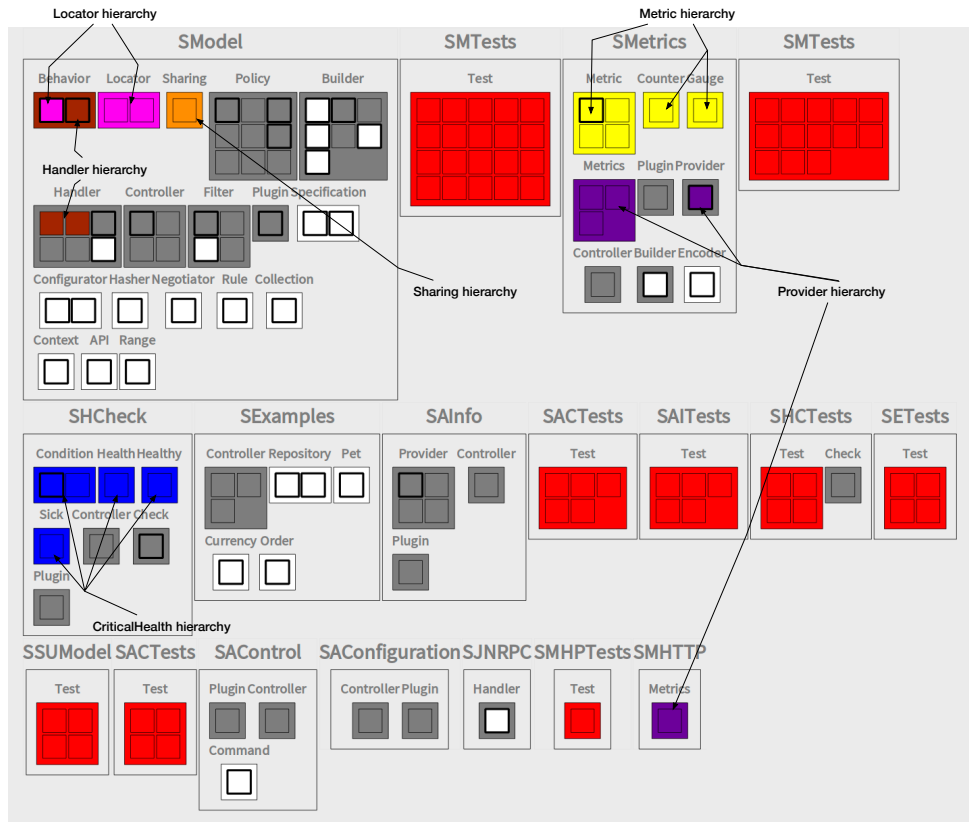 Locator hierarchy
Metric hierarchy
SModel
SMTests
SMetrics
SMTests
Behavior Locator Sharing Policy Builder
Test
Metric Counter Gauge
Test
Handler hierarchy
Metrics Plugin Provider
Handler Controller Filter Plugin Specification
Controller Builder Encoder
Configurator Hasher Negotiator Rule Collection
Sharing hierarchy
Provider hierarchy
Context API Range
SHCheck
SExamples
SAInfo
SACTests
SAITests
SHCTests
SETests
Condition Health Healthy
Controller Repository Pet
Provider Controller
Test
Test
Test Check
Test
Sick Controller Check
Currency Order
Plugin
Plugin
CriticalHealth hierarchy
SSUModel
SACTests
SAControl
SAConfiguration
SJNRPC
SMHPTests
SMHTTP
Test
Test
Plugin Controller
Controller Plugin
Handler
Test
Metrics
Command